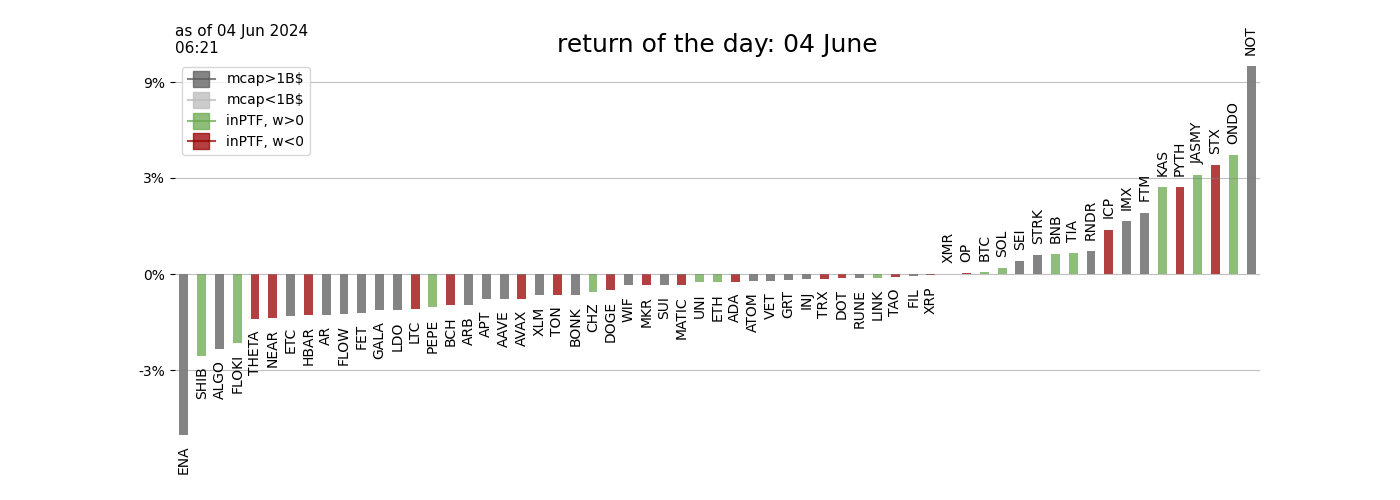 as of 04 Jun 2024
06:21
return of the day: 04 June
mcap>1B$
mcap<1B$
inPTF, w>0
inPTF, w<0
9%
3%
0%
-3%
ENA
SHIB
ALGO
FLOKI
THETA
NEAR
ETC
HBAR
AR
FLOW
FET
GALA
LDO
LTC
PEPE
BCH
ARB
APT
AAVE
AVAX
XLM
TON
BONK
CHZ
DOGE
WIF
MKR
SUI
MATIC
UNI
ETH
ADA
ATOM
VET
GRT
INJ
TRX
DOT
RUNE
LINK
TAO
FIL
XRP
XMR
OP
BTC
SOL
SEI
STRK
BNB
TIA
RNDR
ICP
IMX
FTM
KAS
PYTH
JASMY
STX
ONDO
NOT